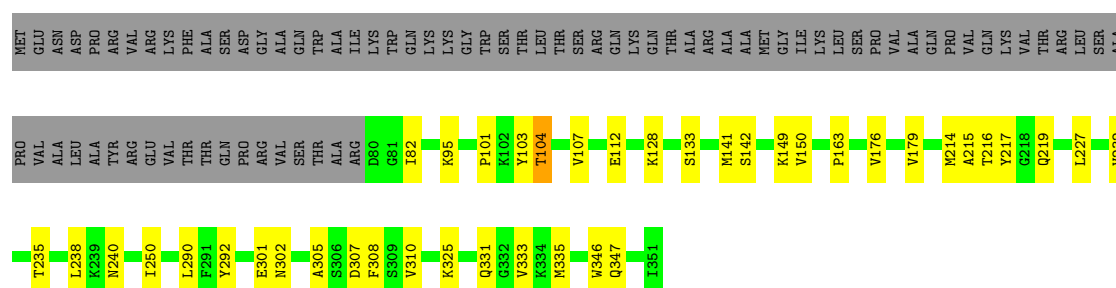 MET GLU ASN ASP PRO ARG VAL ARG LYS PHE ALA SER ASP GLY ALA GLN TRP ALA ILE LYS TRP GLN LYS LYS GLY TRP SER THR LEU THR SER ARG GLN LYS GLN THR ALA ARG ALA ALA MET GLY ILE LYS LEU SER PRO VAL ALA GLN PRO VAL GLN LYS VAL THR ARG LEU SER
PRO VAL ALA LEU ALA TYR ARG GLU VAL THR THR GLN PRO ARG VAL SER THR ALA ARG D80 G81 I82 K95 P101 K102 Y103 T104 V107 E112 K128 S133 M141 S142 K149 V150 P163 V176 V179 M214 A215 T216 Y217 G218 Q219 L227
T235 L238 K239 N240 I250 L290 F291 Y292 E301 N302 A305 S306 D307 F308 S309 V310 K325 Q331 G332 V333 K334 M335 W346 Q347 I351